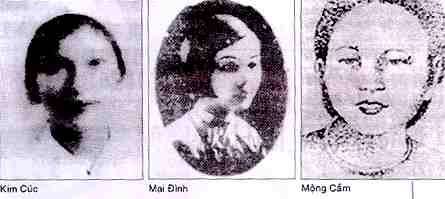 Kim Cúc
Mai Đình
Mộng Cầm